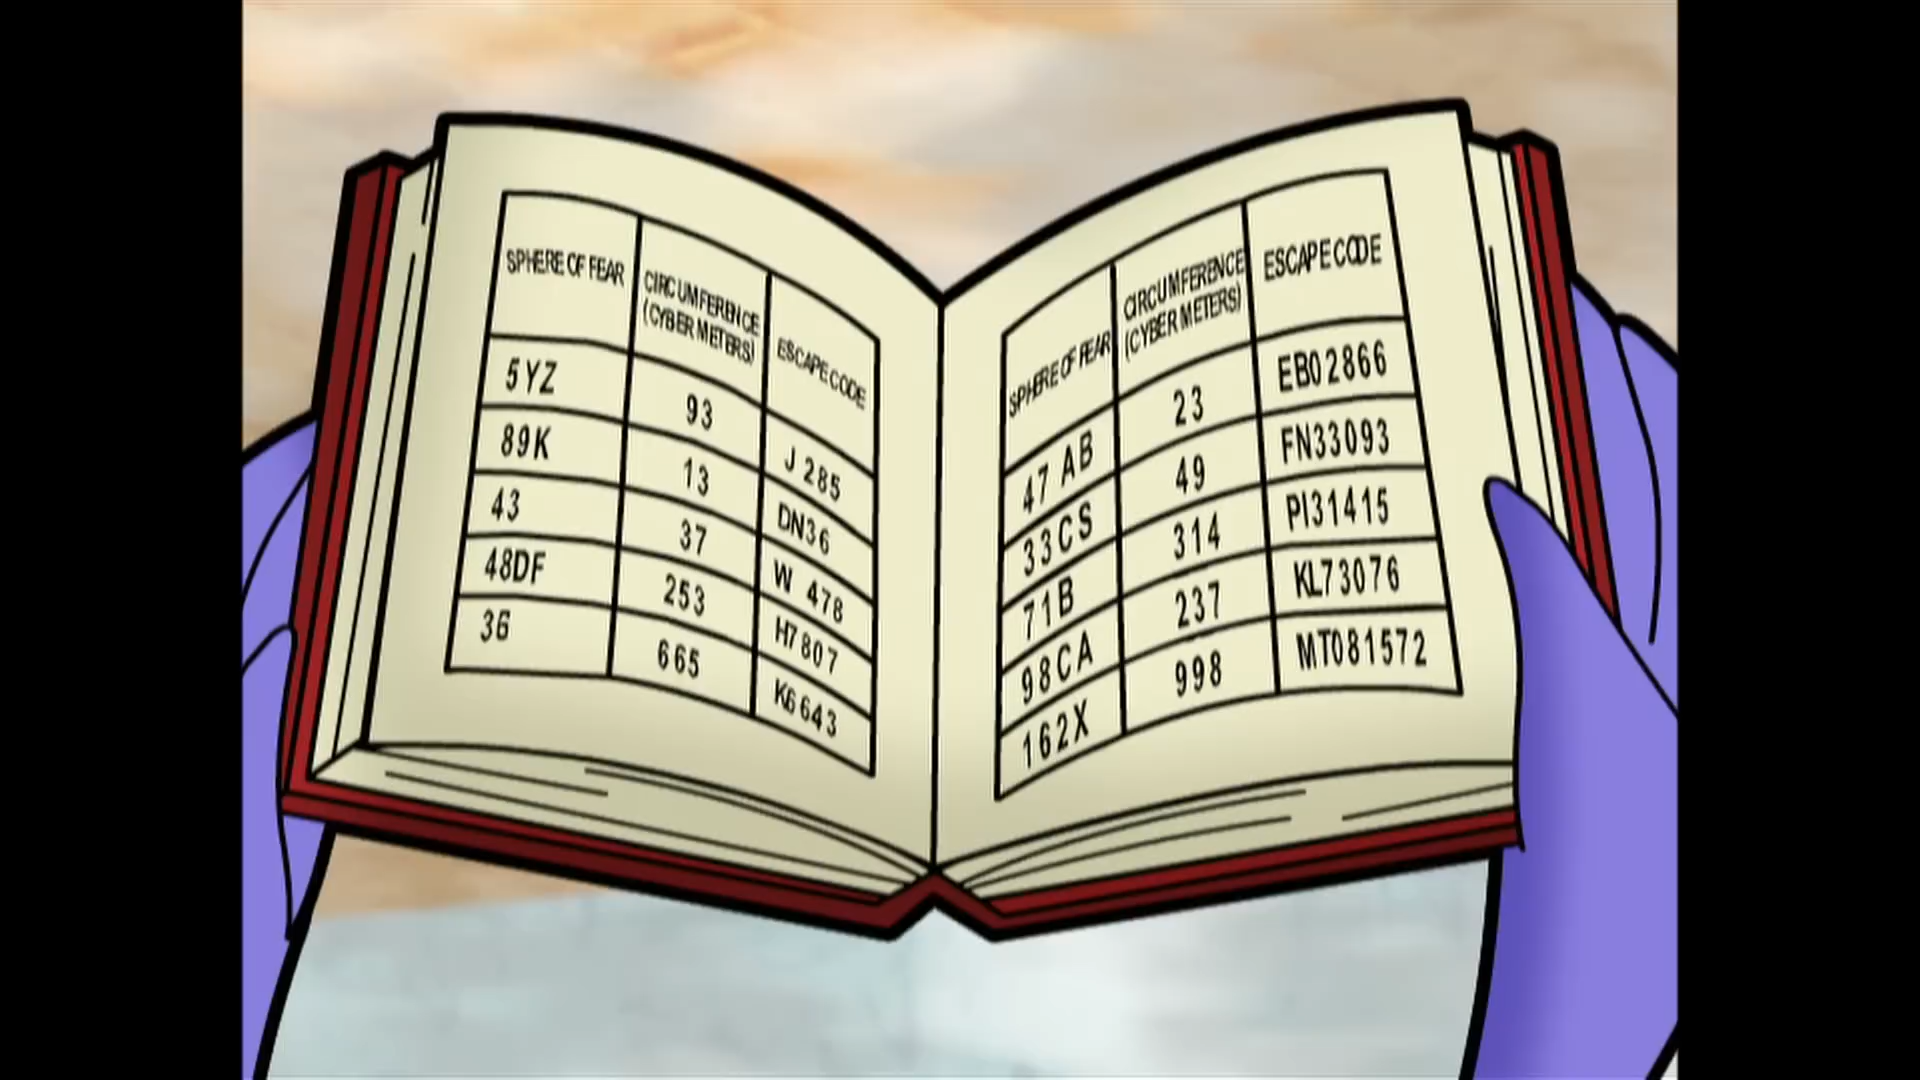 SPHERE OF FEAR
CIRCUMFERENCE
(CYBER METERS)
ESCAPE CODE
5YZ
93
J 285
89K
13
DN36
43
37
W 478
48DF
253
H7807
36
665
K6643
SPHERE OF FEAR
CIRCUMFERENCE
(CYBER METERS)
ESCAPE CODE
47 AB
23
EB02866
33CS
49
FN33093
71B
314
PI31415
98CA
237
KL73076
162X
998
MT081572